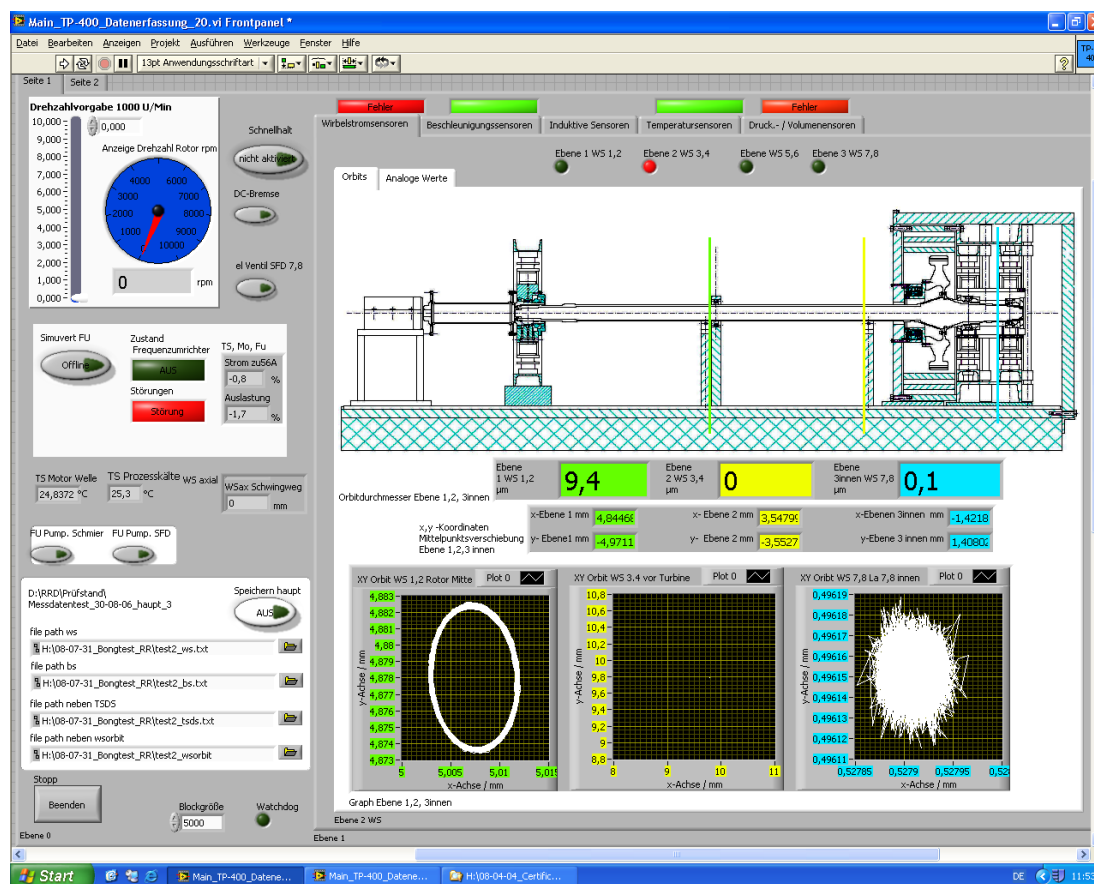 Main_TP-400_Datenerfassung_20.vi Frontpanel *
Datei Bearbeiten Anzeigen Projekt Ausführen Werkzeuge Fenster Hilfe
13pt Anwendungsschriftart
TP-
40
Seite 1 Seite 2
Drehzahlvorgabe 1000 U/Min
10,000
9,000
8,000
7,000
6,000
5,000
4,000
3,000
2,000
1,000
0,000
0,000
Anzeige Drehzahl Rotor rpm
4000 6000
3000 7000
2000 8000
1000 9000
0 10000
0 rpm
Schnellhalt
nicht aktiviert
DC-Bremse
el Ventil SFD 7,8
Simuvert FU
Offline
Zustand
Frequenzumrichter
AUS
Störungen
Störung
TS, Mo, Fu
Strom zu56A
-0,8 %
Auslastung
-1,7 %
TS Motor Welle
24,8372 °C
TS Prozesskälte
25,3 °C
WS axial
WSax Schwingweg
0 mm
FU Pump. Schmier FU Pump. SFD
D:\RRD\Prüfstand\
Messdatentest_30-08-06_haupt_3
Speichern haupt
AUS
file path ws
H:\08-07-31_Bongtest_RR\test2_ws.txt
file path bs
H:\08-07-31_Bongtest_RR\test2_bs.txt
file path neben TSDS
H:\08-07-31_Bongtest_RR\test2_tsds.txt
file path neben wsorbit
H:\08-07-31_Bongtest_RR\test2_wsorbit
Stopp
Beenden
Blockgröße
5000
Watchdog
Ebene 0
Fehler Fehler
Wirbelstromsensoren Beschleunigungssensoren Induktive Sensoren Temperatursensoren Druck.- / Volumensensoren
Ebene 1 WS 1,2 Ebene 2 WS 3,4 Ebene WS 5,6 Ebene 3 WS 7,8
Orbits Analoge Werte
Orbitdurchmesser Ebene 1,2, 3innen
Ebene
1 WS 1,2
µm
9,4
Ebene
2 WS 3,4
µm
0
Ebene
3innen WS 7,8
µm
0,1
x,y -Koordinaten
Mittelpunktsverschiebung
Ebene 1,2,3 innen
x-Ebene 1 mm 4,84468 x- Ebene 2 mm 3,54799 x-Ebenen 3innen mm -1,4218
y- Ebene1 mm -4,9711 y- Ebene 2 mm -3,5527 y-Ebene 3 innen mm 1,40802
XY Orbit WS 1,2 Rotor Mitte Plot 0
4,883
4,882
4,881
4,88
4,879
4,878
4,877
4,876
4,875
4,874
4,873
y-Achse / mm
5 5,005 5,01 5,015
x-Achse / mm
XY Orbit WS 3.4 vor Turbine Plot 0
10,8
10,6
10,4
10,2
10
9,8
9,6
9,4
9,2
9
8,8
y-Achse / mm
8 9 10 11
x-Achse / mm
XY Oribt WS 7,8 La 7,8 innen Plot 0
0,49619
0,49618
0,49617
0,49616
0,49616
0,49615
0,49614
0,49613
0,49612
0,49611
y-Achse / mm
0,52785 0,5279 0,52795 0,528
x-Achse / mm
Graph Ebene 1,2, 3innen
Ebene 2 WS
Ebene 1
Start Main_TP-400_Datene... Main_TP-400_Datene... H:\08-04-04_Certific... DE 11:53